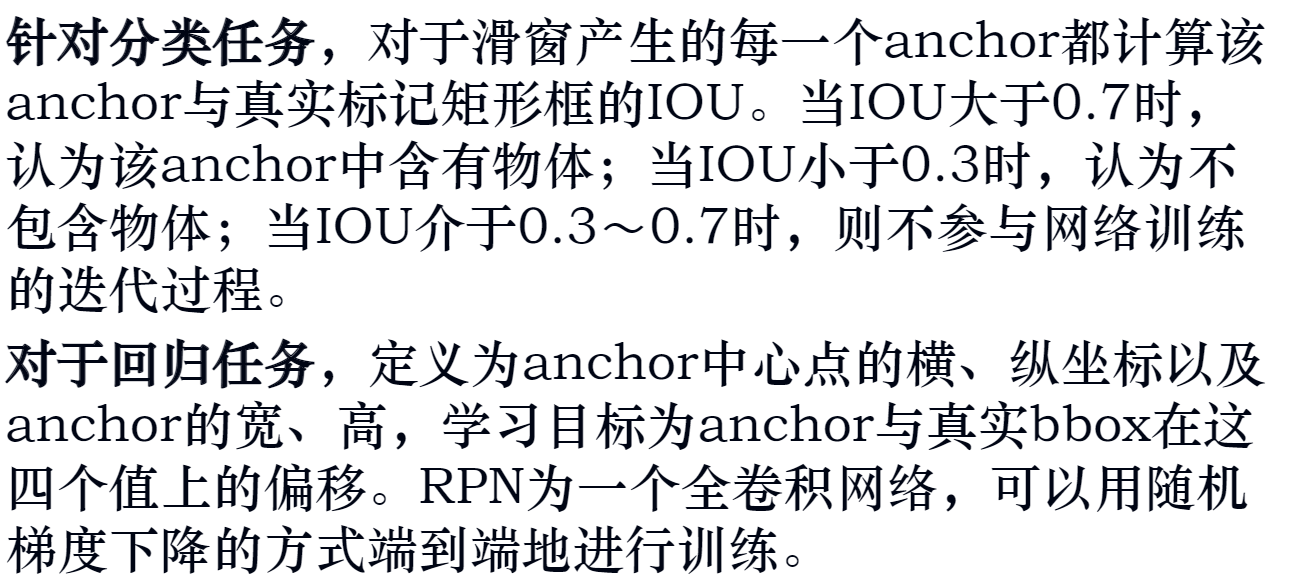 针对分类任务，对于滑窗产生的每一个anchor都计算该
anchor与真实标记矩形框的IOU。当IOU大于0.7时，
认为该anchor中含有物体；当IOU小于0.3时，认为不
包含物体；当IOU介于0.3～0.7时，则不参与网络训练
的迭代过程。
对于回归任务，定义为anchor中心点的横、纵坐标以及
anchor的宽、高，学习目标为anchor与真实bbox在这
四个值上的偏移。RPN为一个全卷积网络，可以用随机
梯度下降的方式端到端地进行训练。